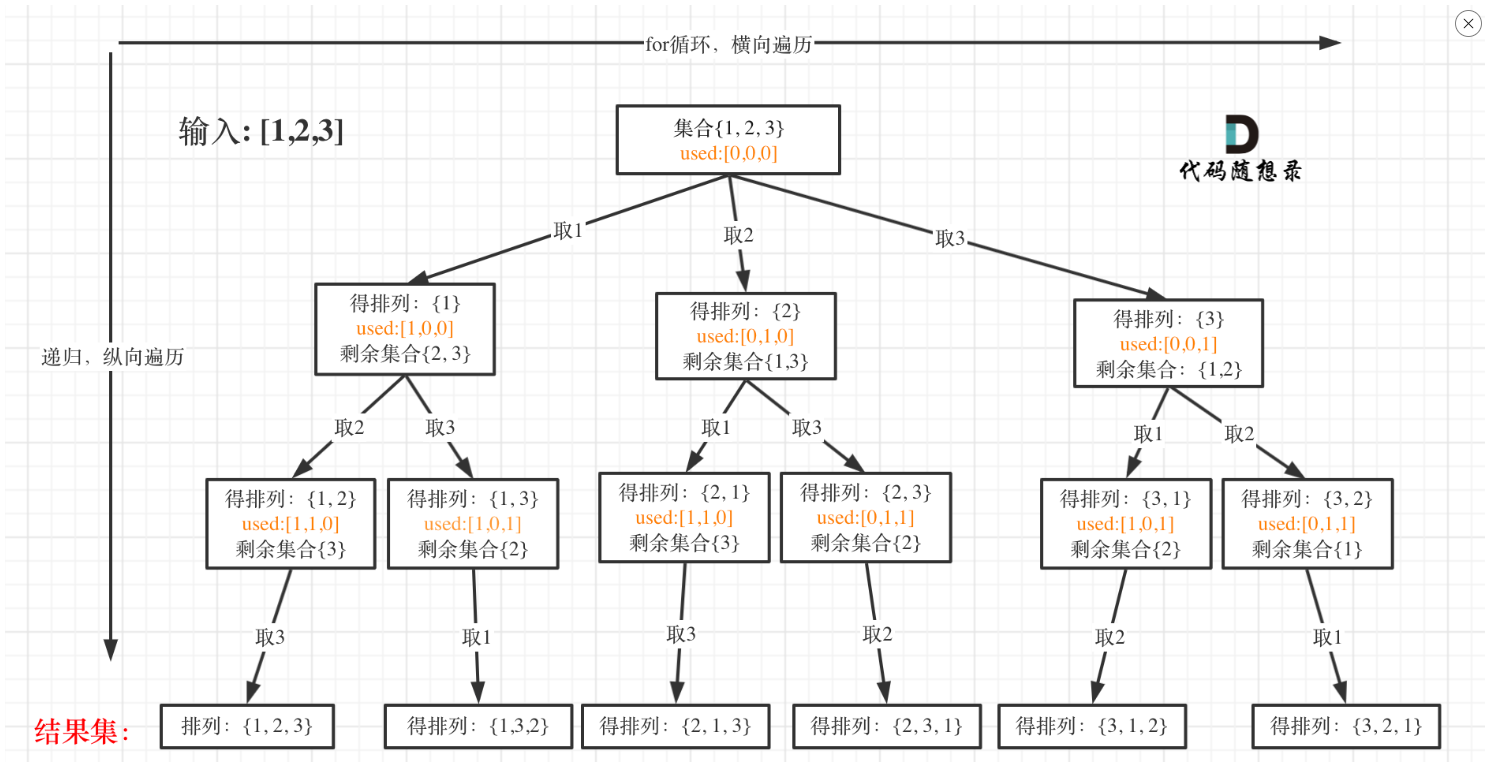 for循环，横向遍历
输入: [1,2,3]
集合{1, 2, 3}
used:[0,0,0]
代码随想录
取1
取2
取3
得排列：{1}
used:[1,0,0]
剩余集合{2, 3}
得排列：{2}
used:[0,1,0]
剩余集合{1,3}
得排列：{3}
used:[0,0,1]
剩余集合：{1,2}
递归，纵向遍历
取2
取3
取1
取3
取1
取2
得排列：{1, 2}
used:[1,1,0]
剩余集合{3}
得排列：{1, 3}
used:[1,0,1]
剩余集合{2}
得排列：{2, 1}
used:[1,1,0]
剩余集合{3}
得排列：{2, 3}
used:[0,1,1]
剩余集合{2}
得排列：{3, 1}
used:[1,0,1]
剩余集合{2}
得排列：{3, 2}
used:[0,1,1]
剩余集合{1}
取3
取1
取3
取2
取2
取1
结果集：
排列：{1, 2, 3}
得排列：{1,3,2}
得排列：{2, 1, 3}
得排列：{2, 3, 1}
得排列：{3, 1, 2}
得排列：{3, 2, 1}